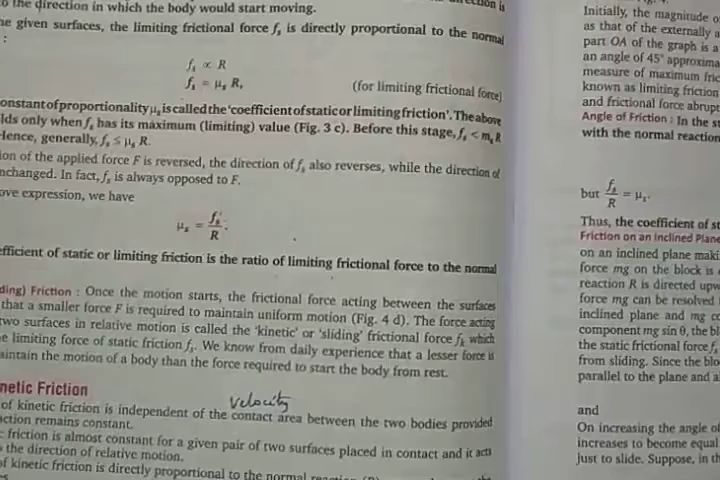 o the direction in which the body would start moving.
he given surfaces, the limiting frictional force fs is directly proportional to the normal
:
fs ∝ R
fs = μs R,
(for limiting frictional force)
onstant of proportionality μs is called the 'coefficient of static or limiting friction'. The above
lds only when fs has its maximum (limiting) value (Fig. 3 c). Before this stage, fs < ms R
Hence, generally, fs ≤ μs R.
ion of the applied force F is reversed, the direction of fs also reverses, while the direction of
nchanged. In fact, fs is always opposed to F.
ove expression, we have
μs = fs / R.
efficient of static or limiting friction is the ratio of limiting frictional force to the normal
ding) Friction : Once the motion starts, the frictional force acting between the surfaces
that a smaller force F is required to maintain uniform motion (Fig. 4 d). The force acting
two surfaces in relative motion is called the 'kinetic' or 'sliding' frictional force fk which
e limiting force of static friction fs. We know from daily experience that a lesser force is
aintain the motion of a body than the force required to start the body from rest.
netic Friction
velocity
of kinetic friction is independent of the contact area between the two bodies provided
action remains constant.
c friction is almost constant for a given pair of two surfaces placed in contact and it acts
the direction of relative motion.
of kinetic friction is directly proportional to the normal reaction (R)
Initially, the magnitude o
as that of the externally a
part OA of the graph is a
an angle of 45° approxima
measure of maximum fric
known as limiting friction
and frictional force abrupt
Angle of Friction : In the st
with the normal reaction
but fs / R = μs.
Thus, the coefficient of st
Friction on an Inclined Plane
on an inclined plane maki
force mg on the block is
reaction R is directed upw
force mg can be resolved
inclined plane and mg co
component mg sin θ, the bl
the static frictional force fs
from sliding. Since the blo
parallel to the plane and a
and
On increasing the angle of
increases to become equal
just to slide. Suppose, in th